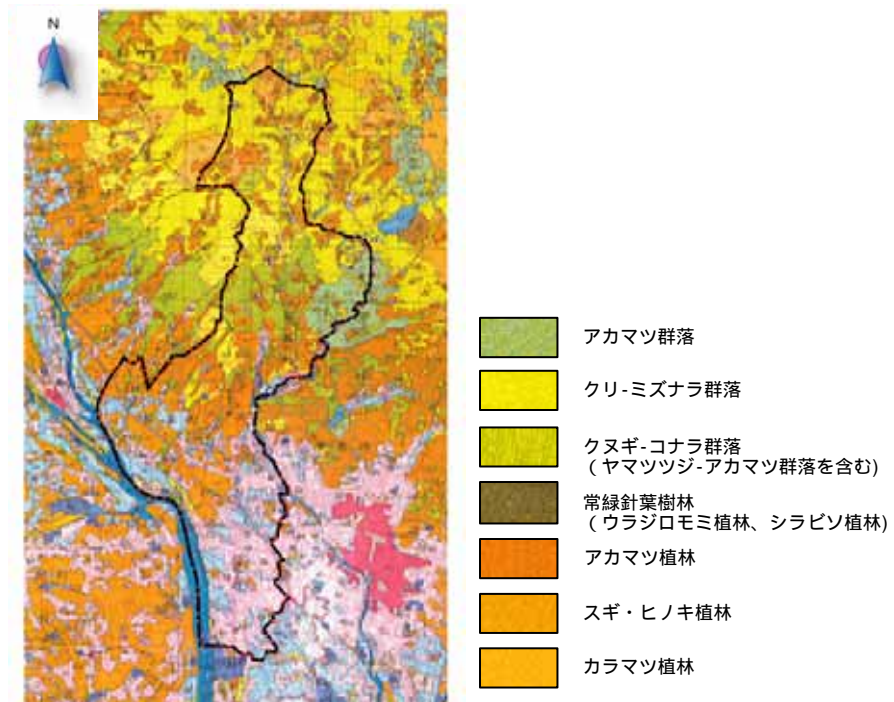 N
アカマツ群落
クリ-ミズナラ群落
クヌギ-コナラ群落
(ヤマツツジ-アカマツ群落を含む)
常緑針葉樹林
(ウラジロモミ植林、シラビソ植林)
アカマツ植林
スギ・ヒノキ植林
カラマツ植林